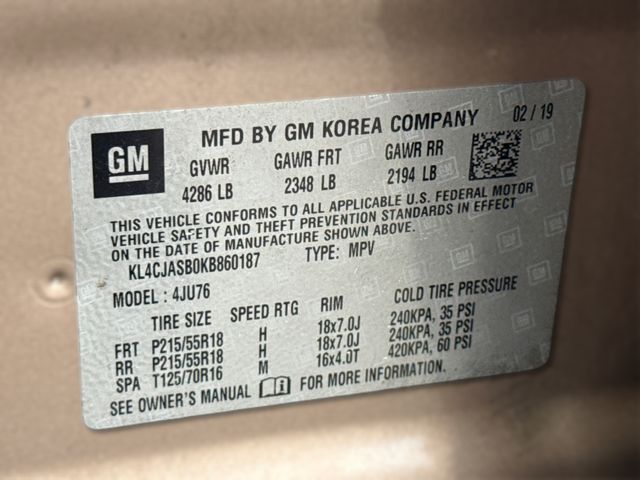 GM
MFD BY GM KOREA COMPANY 02/19
GVWR GAWR FRT GAWR RR
4286 LB 2348 LB 2194 LB
THIS VEHICLE CONFORMS TO ALL APPLICABLE U.S. FEDERAL MOTOR
VEHICLE SAFETY AND THEFT PREVENTION STANDARDS IN EFFECT
ON THE DATE OF MANUFACTURE SHOWN ABOVE.
KL4CJASB0KB860187 TYPE: MPV
MODEL: 4JU76
TIRE SIZE SPEED RTG RIM COLD TIRE PRESSURE
FRT P215/55R18 H 18x7.0J 240KPA, 35 PSI
RR P215/55R18 H 18x7.0J 240KPA, 35 PSI
SPA T125/70R16 M 16x4.0T 420KPA, 60 PSI
SEE OWNER'S MANUAL FOR MORE INFORMATION.